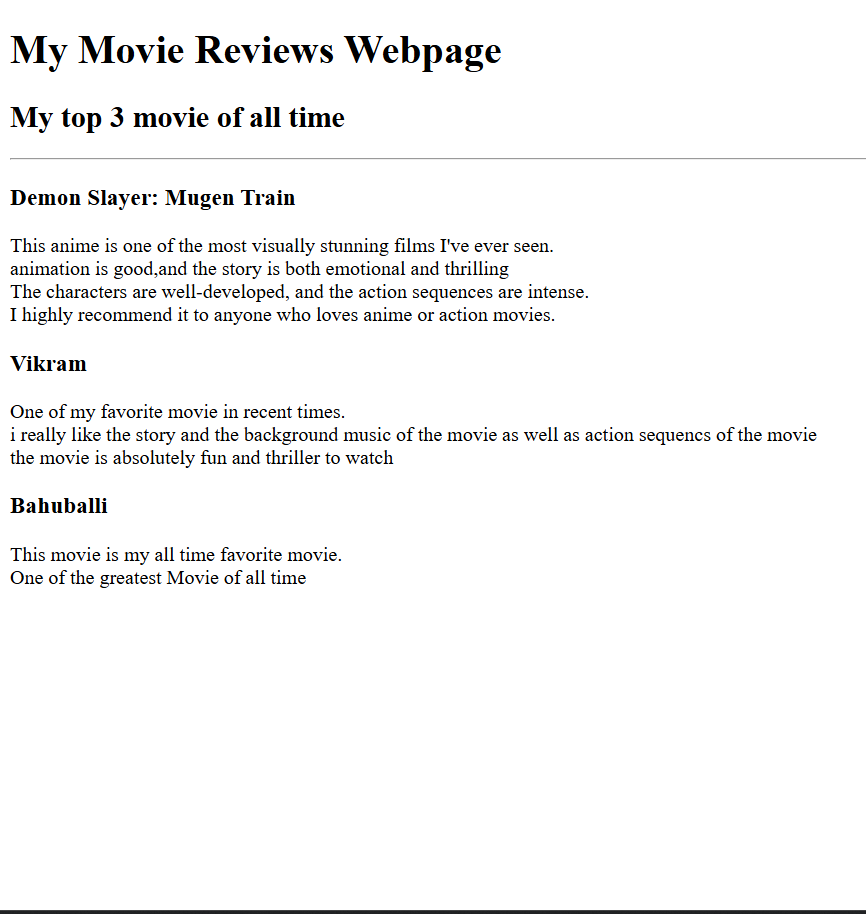 My Movie Reviews Webpage
My top 3 movie of all time
Demon Slayer: Mugen Train
This anime is one of the most visually stunning films I've ever seen.
animation is good,and the story is both emotional and thrilling
The characters are well-developed, and the action sequences are intense.
I highly recommend it to anyone who loves anime or action movies.
Vikram
One of my favorite movie in recent times.
i really like the story and the background music of the movie as well as action sequencs of the movie
the movie is absolutely fun and thriller to watch
Bahuballi
This movie is my all time favorite movie.
One of the greatest Movie of all time